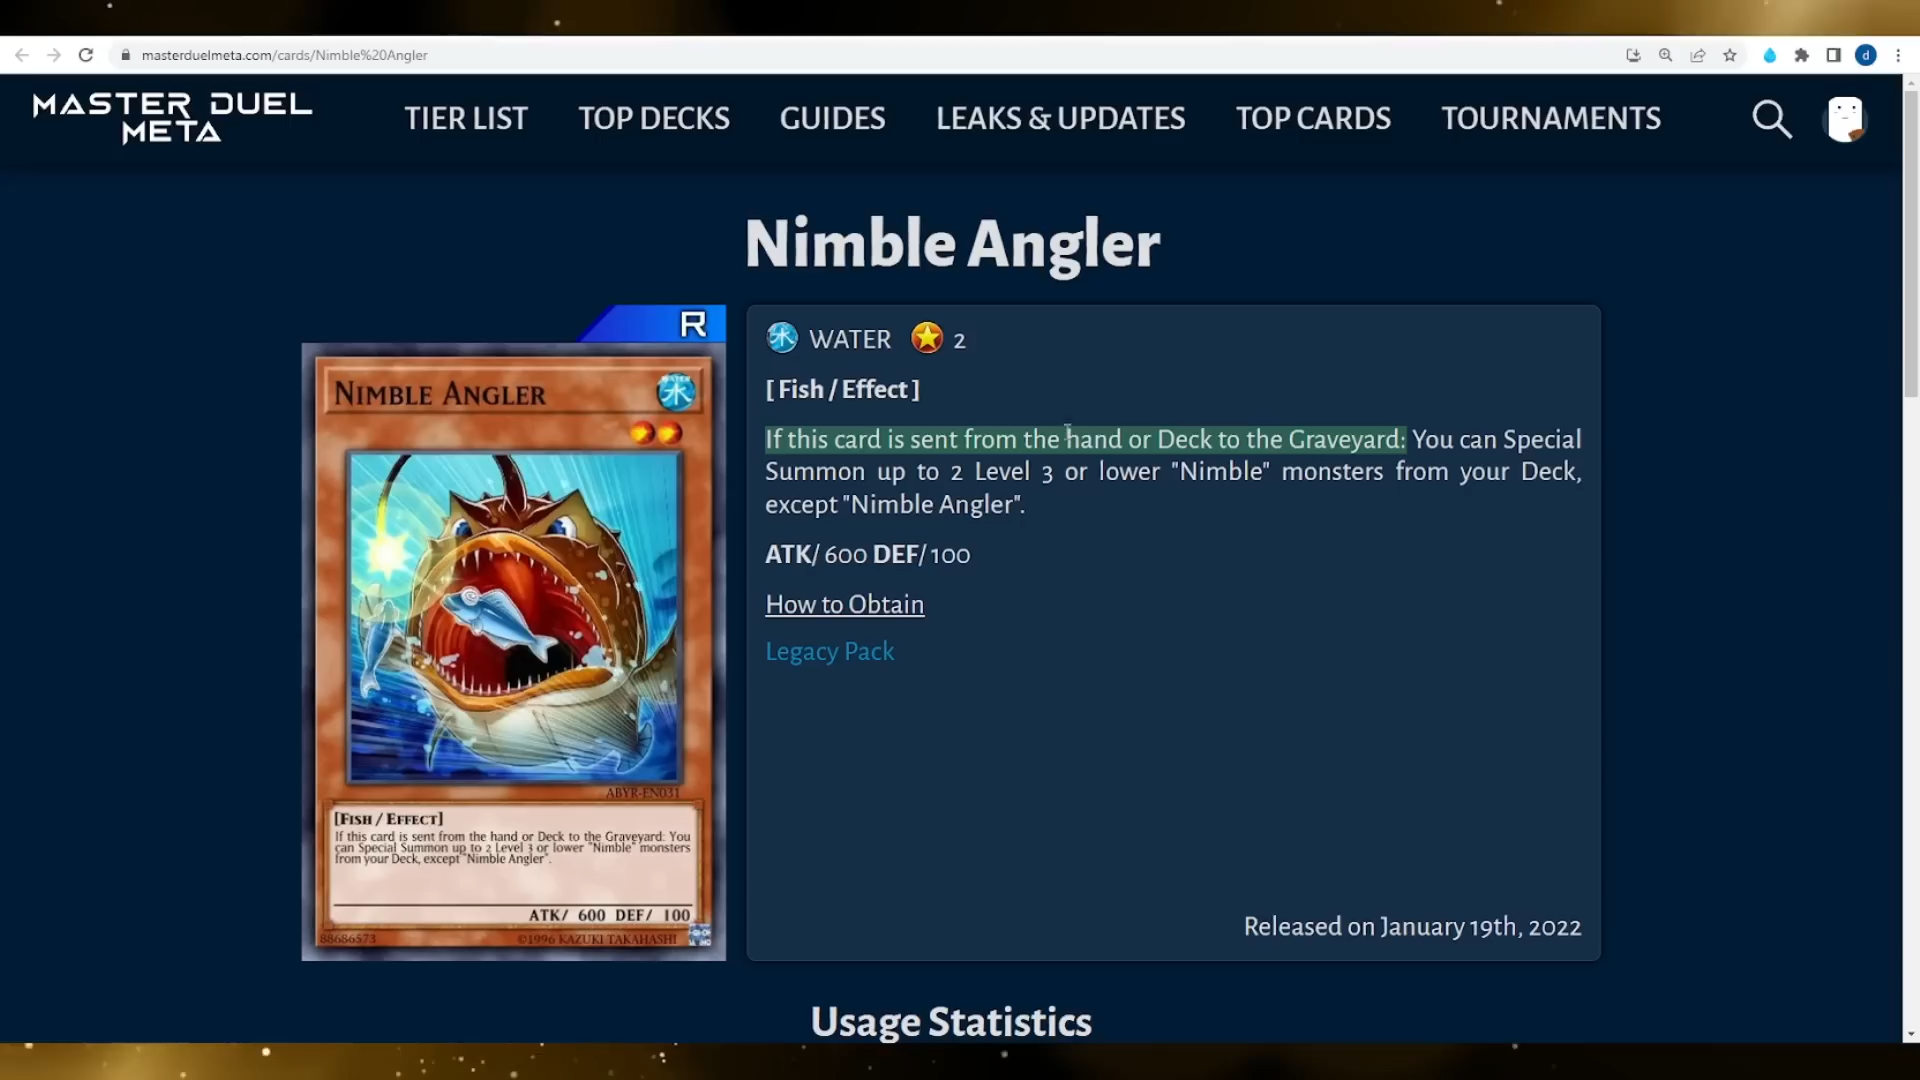 masterduelmeta.com/cards/Nimble%20Angler
d
MASTER DUEL
META
TIER LIST
TOP DECKS
GUIDES
LEAKS & UPDATES
TOP CARDS
TOURNAMENTS
Nimble Angler
R
NIMBLE ANGLER
WATER
水
ABYR-EN031
[FISH / EFFECT]
If this card is sent from the hand or Deck to the Graveyard: You
can Special Summon up to 2 Level 3 or lower "Nimble" monsters
from your Deck, except "Nimble Angler".
ATK/ 600 DEF/ 100
88686573
©1996 KAZUKI TAKAHASHI
水 WATER 2
[ Fish / Effect ]
If this card is sent from the hand or Deck to the Graveyard: You can Special
Summon up to 2 Level 3 or lower "Nimble" monsters from your Deck,
except "Nimble Angler".
ATK/ 600 DEF/ 100
How to Obtain
Legacy Pack
Released on January 19th, 2022
Usage Statistics